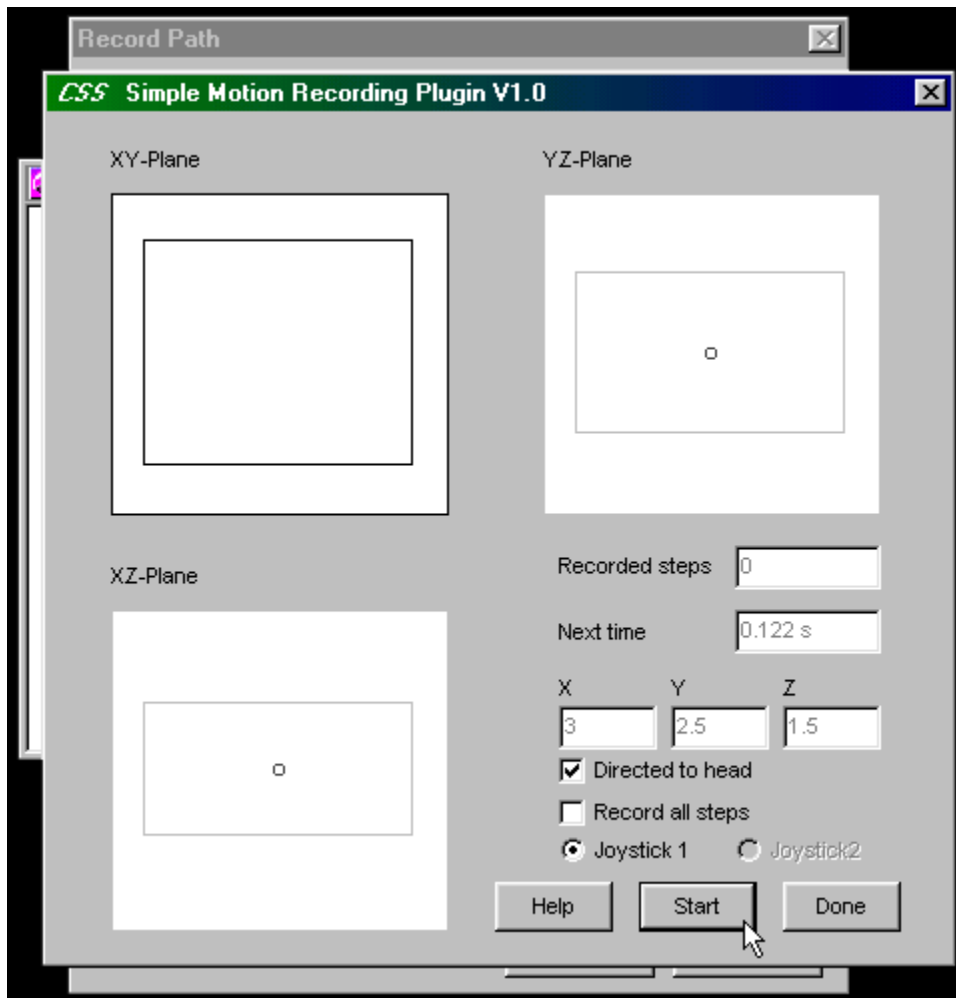 Record Path
CSS Simple Motion Recording Plugin V1.0
XY-Plane
YZ-Plane
XZ-Plane
Recorded steps 0
Next time 0.122 s
X Y Z
3 2.5 1.5
Directed to head
Record all steps
Joystick 1 Joystick2
Help Start Done